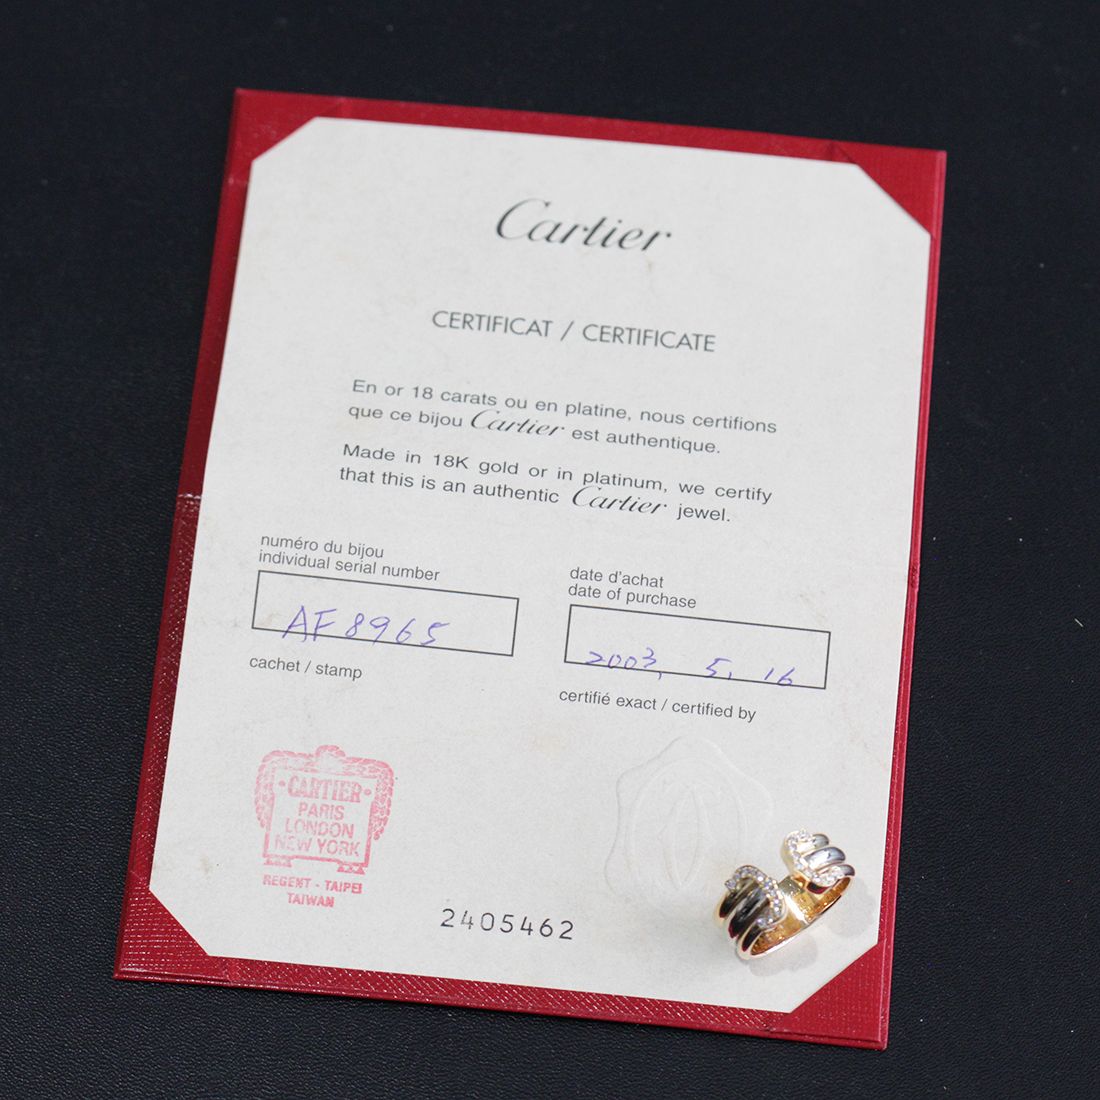 Cartier
CERTIFICAT / CERTIFICATE
En or 18 carats ou en platine, nous certifions
que ce bijou Cartier est authentique.
Made in 18K gold or in platinum, we certify
that this is an authentic Cartier jewel.
numéro du bijou
individual serial number
AF8965
date d'achat
date of purchase
2003, 5, 16
cachet / stamp
certifié exact / certified by
CARTIER
PARIS
LONDON
NEW YORK
REGENT - TAIPEI
TAIWAN
2405462